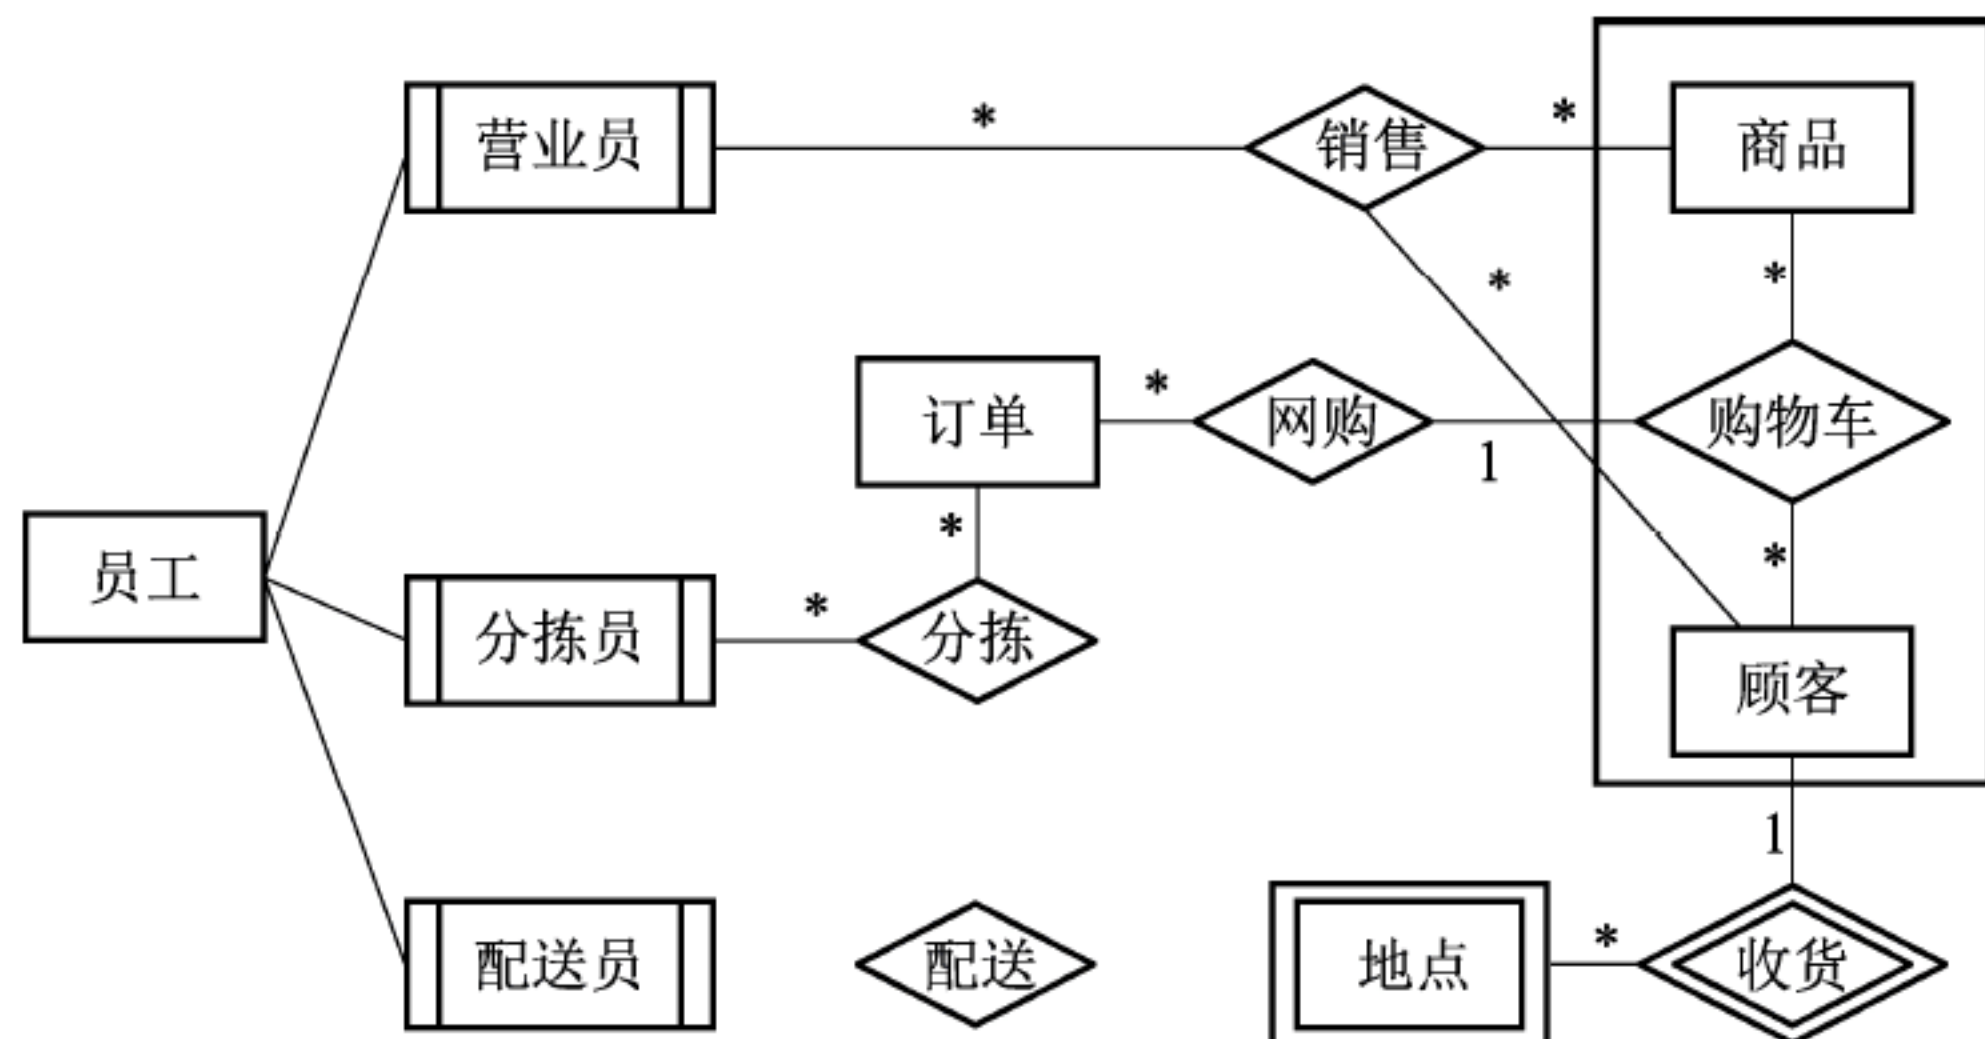 营业员
*
销售
*
商品
*
*
订单
*
网购
1
购物车
*
*
员工
分拣员
*
分拣
顾客
1
配送员
配送
地点
*
收货